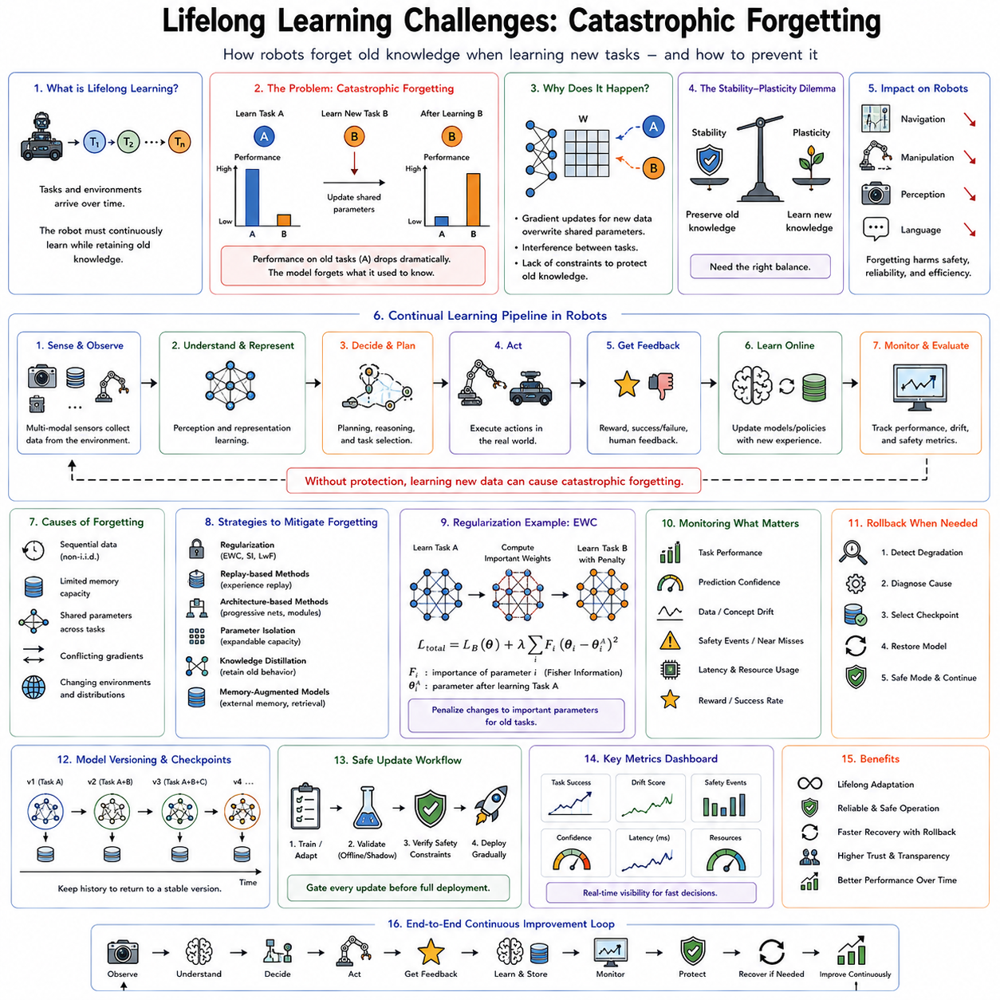 Lifelong Learning Challenges: Catastrophic Forgetting
How robots forget old knowledge when learning new tasks – and how to prevent it
1. What is Lifelong Learning?
T1
T2
Tn
Tasks and environments
arrive over time.
The robot must continuously
learn while retaining old
knowledge.
2. The Problem: Catastrophic Forgetting
Learn Task A
A
Performance
High
Low
A
B
Learn New Task B
B
Update shared
parameters
After Learning B
B
Performance
High
Low
A
B
Performance on old tasks (A) drops dramatically.
The model forgets what it used to know.
3. Why Does It Happen?
W
A
B
• Gradient updates for new data
overwrite shared parameters.
• Interference between tasks.
• Lack of constraints to protect
old knowledge.
4. The Stability–Plasticity Dilemma
Stability
Plasticity
Preserve old
knowledge
Learn new
knowledge
Need the right balance.
5. Impact on Robots
Navigation
Manipulation
Perception
Language
Forgetting harms safety,
reliability, and efficiency.
6. Continual Learning Pipeline in Robots
1. Sense & Observe
Multi-modal sensors collect
data from the environment.
2. Understand & Represent
Perception and representation
learning.
3. Decide & Plan
Planning, reasoning,
and task selection.
4. Act
Execute actions in
the real world.
5. Get Feedback
Reward, success/failure,
human feedback.
6. Learn Online
Update models/policies
with new experience.
7. Monitor & Evaluate
Track performance, drift,
and safety metrics.
Without protection, learning new data can cause catastrophic forgetting.
7. Causes of Forgetting
Sequential data
(non-i.i.d.)
Limited memory
capacity
Shared parameters
across tasks
Conflicting gradients
Changing environments
and distributions
8. Strategies to Mitigate Forgetting
Regularization
(EWC, SI, LwF)
Replay-based Methods
(experience replay)
Architecture-based Methods
(progressive nets, modules)
Parameter Isolation
(expandable capacity)
Knowledge Distillation
(retain old behavior)
Memory-Augmented Models
(external memory, retrieval)
9. Regularization Example: EWC
Learn Task A
Compute
Important Weights
Learn Task B
with Penalty
L_total = L_B(θ) + λ ∑_i F_i (θ_i − θ_i^A)^2
F_i : importance of parameter i (Fisher Information)
θ_i^A : parameter after learning Task A
Penalize changes to important parameters
for old tasks.
10. Monitoring What Matters
Task Performance
Prediction Confidence
Data / Concept Drift
Safety Events / Near Misses
Latency & Resource Usage
Reward / Success Rate
11. Rollback When Needed
1. Detect Degradation
2. Diagnose Cause
3. Select Checkpoint
4. Restore Model
5. Safe Mode & Continue
12. Model Versioning & Checkpoints
v1 (Task A)
v2 (Task A+B)
v3 (Task A+B+C)
v4 ...
Time
Keep history to return to a stable version.
13. Safe Update Workflow
1. Train /
Adapt
2. Validate
(Offline/Shadow)
3. Verify Safety
Constraints
4. Deploy
Gradually
Gate every update before full deployment.
14. Key Metrics Dashboard
Task Success
Drift Score
Safety Events
Confidence
Latency (ms)
Resources
Real-time visibility for fast decisions.
15. Benefits
Lifelong Adaptation
Reliable & Safe Operation
Faster Recovery with Rollback
Higher Trust & Transparency
Better Performance Over Time
16. End-to-End Continuous Improvement Loop
Observe
Understand
Decide
Act
Get Feedback
Learn & Store
Monitor
Protect
Recover if Needed
Improve Continuously